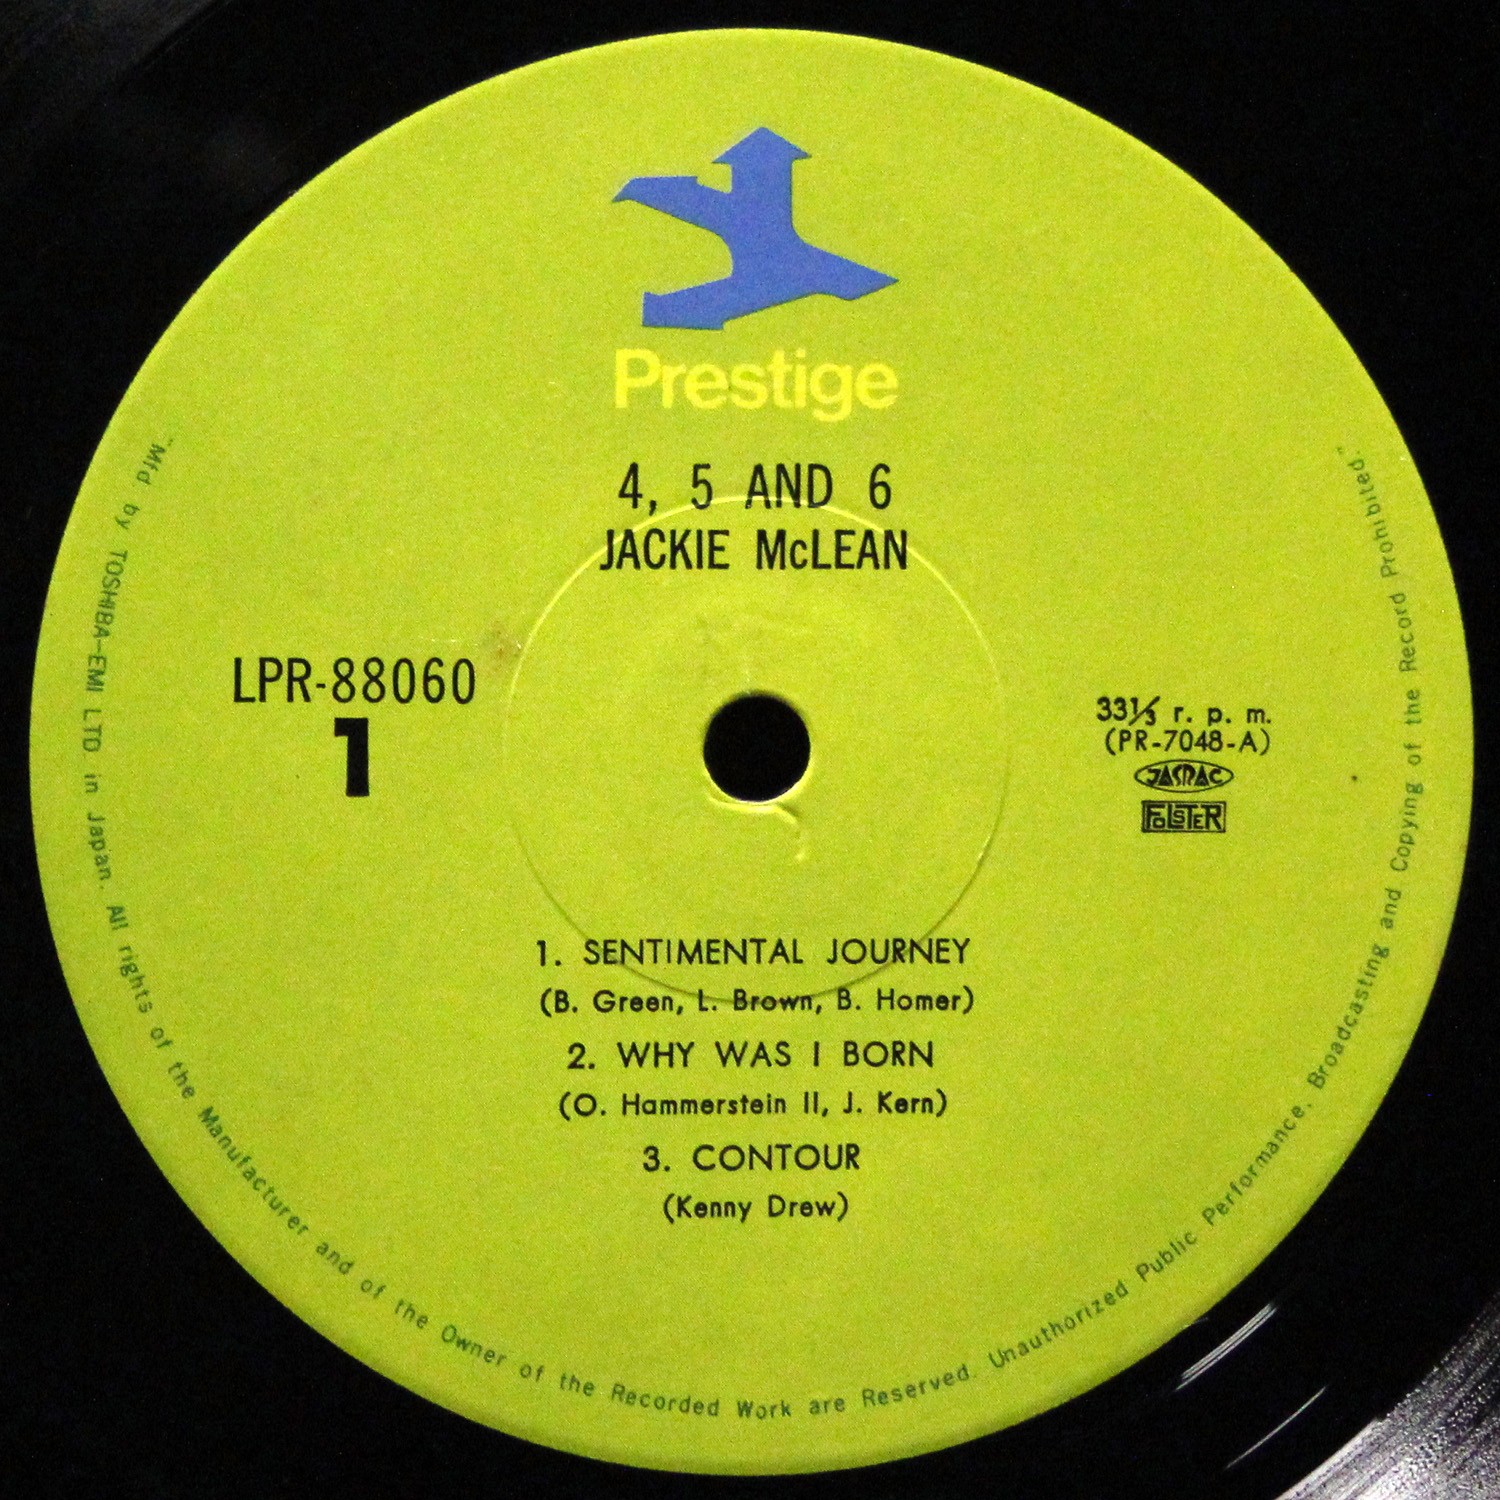 Prestige
4, 5 AND 6
JACKIE McLEAN
LPR-88060
1
33⅓ r. p. m.
(PR-7048-A)
JASRAC
FOLSTER
1. SENTIMENTAL JOURNEY
(B. Green, L. Brown, B. Homer)
2. WHY WAS I BORN
(O. Hammerstein II, J. Kern)
3. CONTOUR
(Kenny Drew)
"Mfd by TOSHIBA-EMI LTD. in Japan. All rights of the Manufacturer and of the Owner of the Recorded Work are Reserved. Unauthorized Public Performance, Broadcasting and Copying of the Record Prohibited."